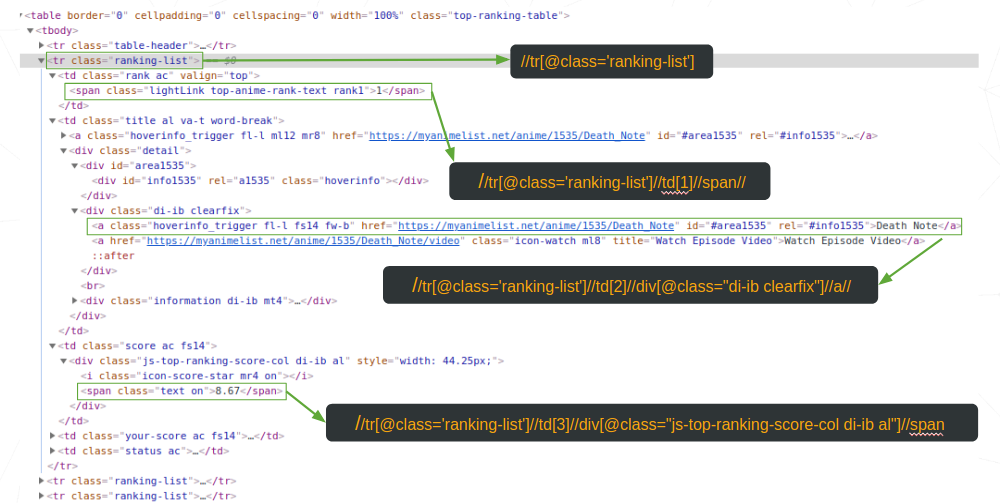 <table border="0" cellpadding="0" cellspacing="0" width="100%" class="top-ranking-table">
<tbody>
<tr class="table-header">…</tr>
<tr class="ranking-list"> == $0
//tr[@class='ranking-list']
<td class="rank ac" valign="top">
<span class="lightLink top-anime-rank-text rank1">1</span>
</td>
<td class="title al va-t word-break">
<a class="hoverinfo_trigger fl-l ml12 mr8" href="https://myanimelist.net/anime/1535/Death_Note" id="#area1535" rel="#info1535">…</a>
<div class="detail">
<div id="area1535">
<div id="info1535" rel="a1535" class="hoverinfo"></div>
//tr[@class='ranking-list']//td[1]//span//
</div>
<div class="di-ib clearfix">
<a class="hoverinfo_trigger fl-l fs14 fw-b" href="https://myanimelist.net/anime/1535/Death_Note" id="#area1535" rel="#info1535">Death Note</a>
<a href="https://myanimelist.net/anime/1535/Death_Note/video" class="icon-watch ml8" title="Watch Episode Video">Watch Episode Video</a>
::after
</div>
<br>
//tr[@class='ranking-list']//td[2]//div[@class="di-ib clearfix"]//a//
<div class="information di-ib mt4">…</div>
</div>
</td>
<td class="score ac fs14">
<div class="js-top-ranking-score-col di-ib al" style="width: 44.25px;">
<i class="icon-score-star mr4 on"></i>
<span class="text on">8.67</span>
</div>
//tr[@class='ranking-list']//td[3]//div[@class="js-top-ranking-score-col di-ib al"]//span
</td>
<td class="your-score ac fs14">…</td>
<td class="status ac">…</td>
</tr>
<tr class="ranking-list">…</tr>
<tr class="ranking-list">…</tr>